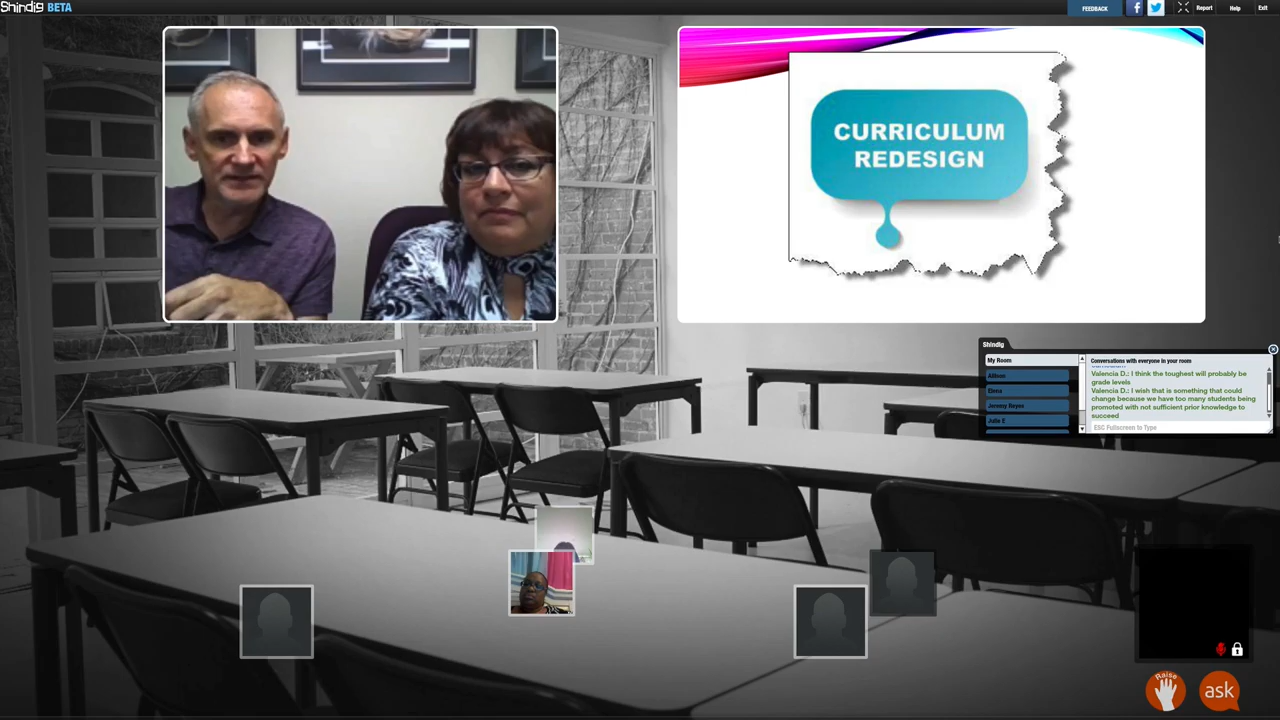 Shindig BETA
FEEDBACK
Report
Help
Exit
CURRICULUM
REDESIGN
Shindig
My Room
Allison
Elena
Jeremy Reyes
Julie E
Conversations with everyone in your room
Valencia D.: I think the toughest will probably be
grade levels
Valencia D.: I wish that is something that could
change because we have too many students being
promoted with not sufficient prior knowledge to
succeed
ESC Fullscreen to Type
Raise
ask